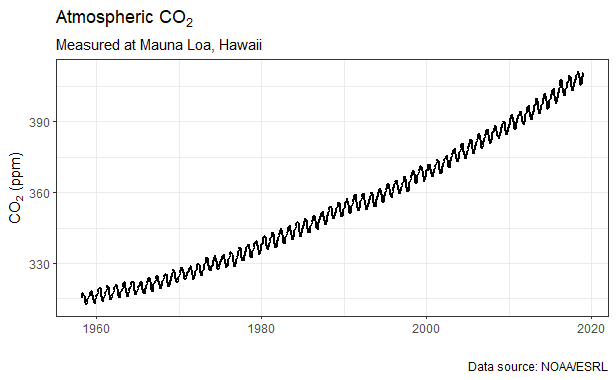 Atmospheric CO₂
Measured at Mauna Loa, Hawaii
CO₂ (ppm)
390
360
330
1960
1980
2000
2020
Data source: NOAA/ESRL